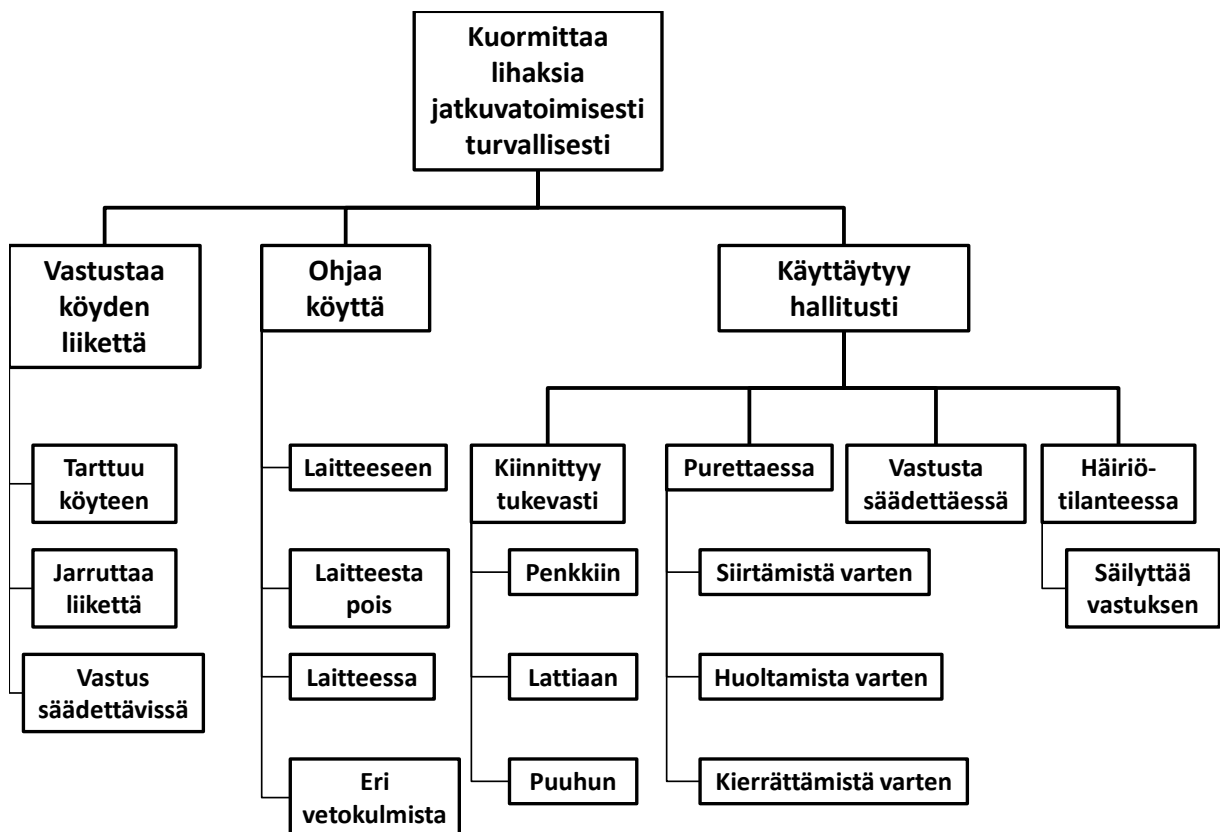 Kuormittaa
lihaksia
jatkuvatoimisesti
turvallisesti
Vastustaa
köyden
liikettä
Ohjaa
köyttä
Käyttäytyy
hallitusti
Tarttuu
köyteen
Jarruttaa
liikettä
Vastus
säädettävissä
Laitteeseen
Laitteesta
pois
Laitteessa
Eri
vetokulmista
Kiinnittyy
tukevasti
Penkkiin
Lattiaan
Puuhun
Purettaessa
Siirtämistä varten
Huoltamista varten
Kierrättämistä varten
Vastusta
säädettäessä
Häiriö-
tilanteessa
Säilyttää
vastuksen